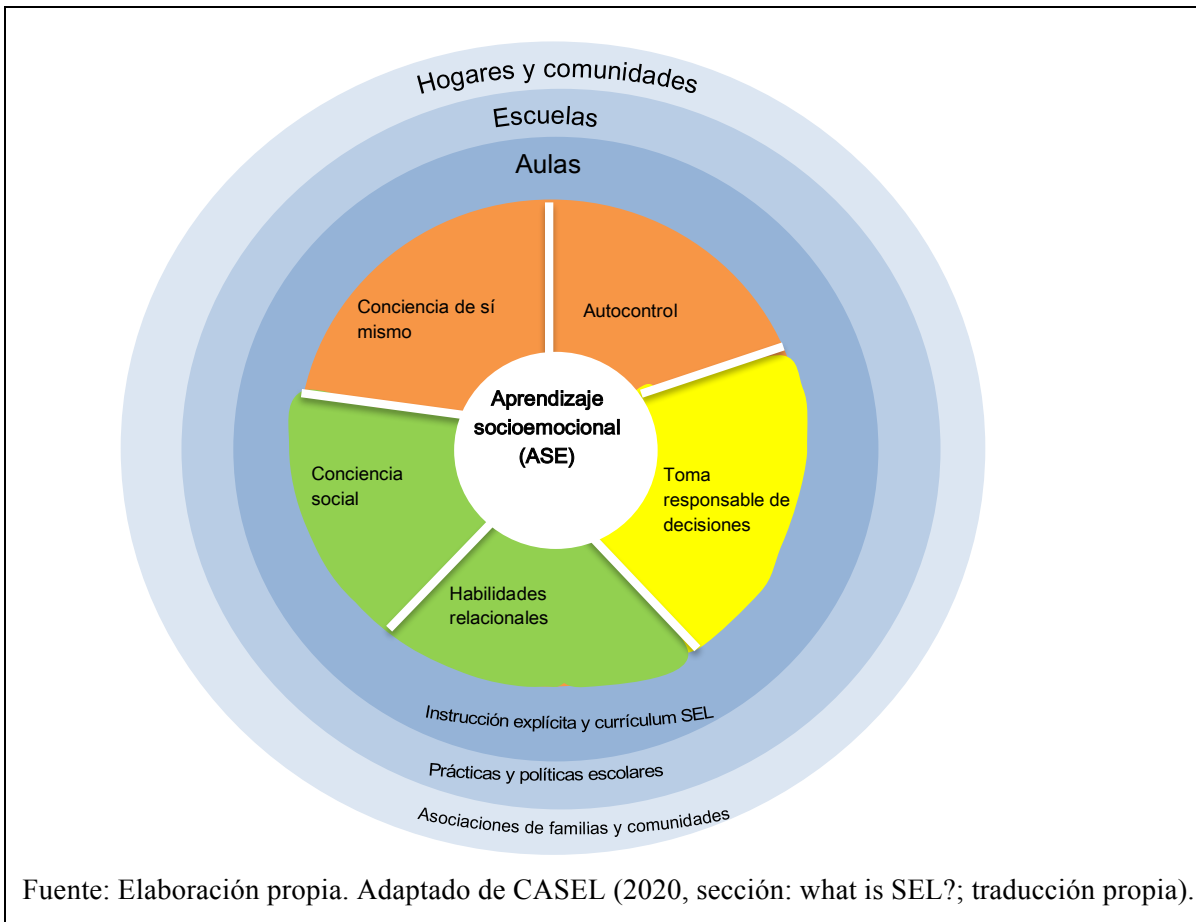 Hogares y comunidades
Escuelas
Aulas
Conciencia de sí
mismo
Autocontrol
Aprendizaje
socioemocional
(ASE)
Conciencia
social
Toma
responsable de
decisiones
Habilidades
relacionales
Instrucción explícita y currículum SEL
Prácticas y políticas escolares
Asociaciones de familias y comunidades
Fuente: Elaboración propia. Adaptado de CASEL (2020, sección: what is SEL?; traducción propia).